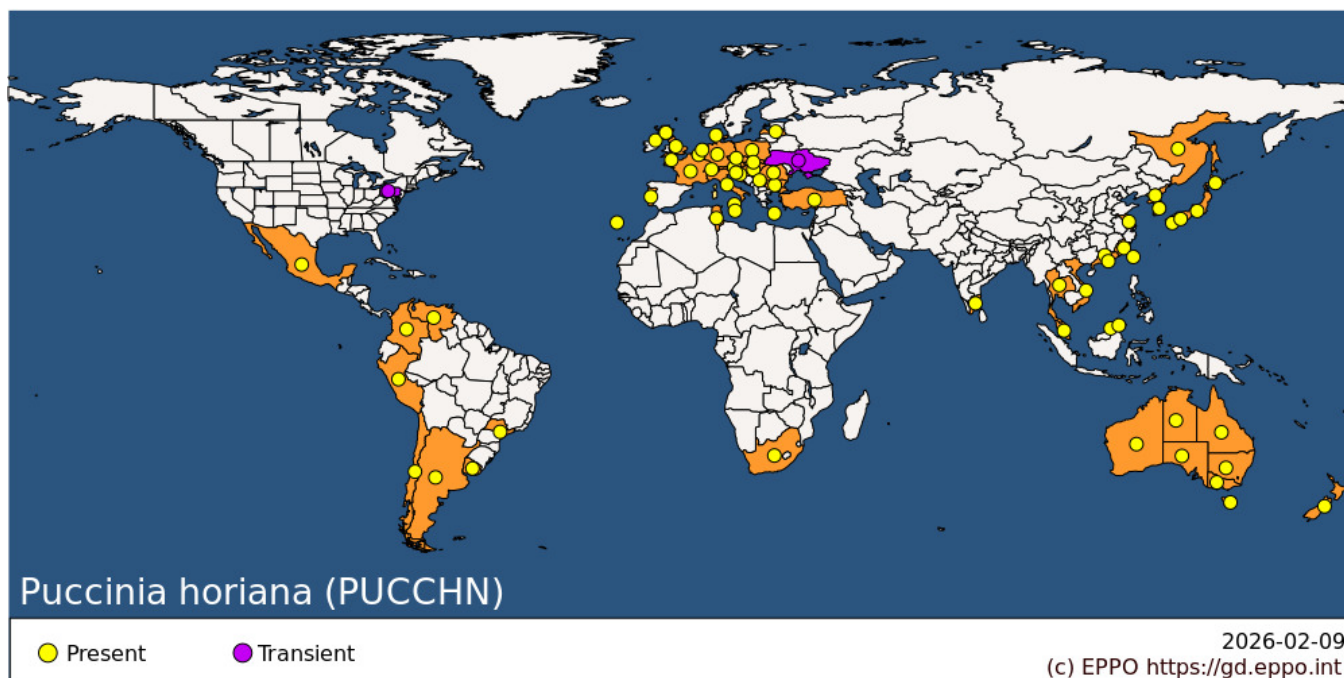 Puccinia horiana (PUCCHN)
Present
Transient
2026-02-09
(c) EPPO https://gd.eppo.int